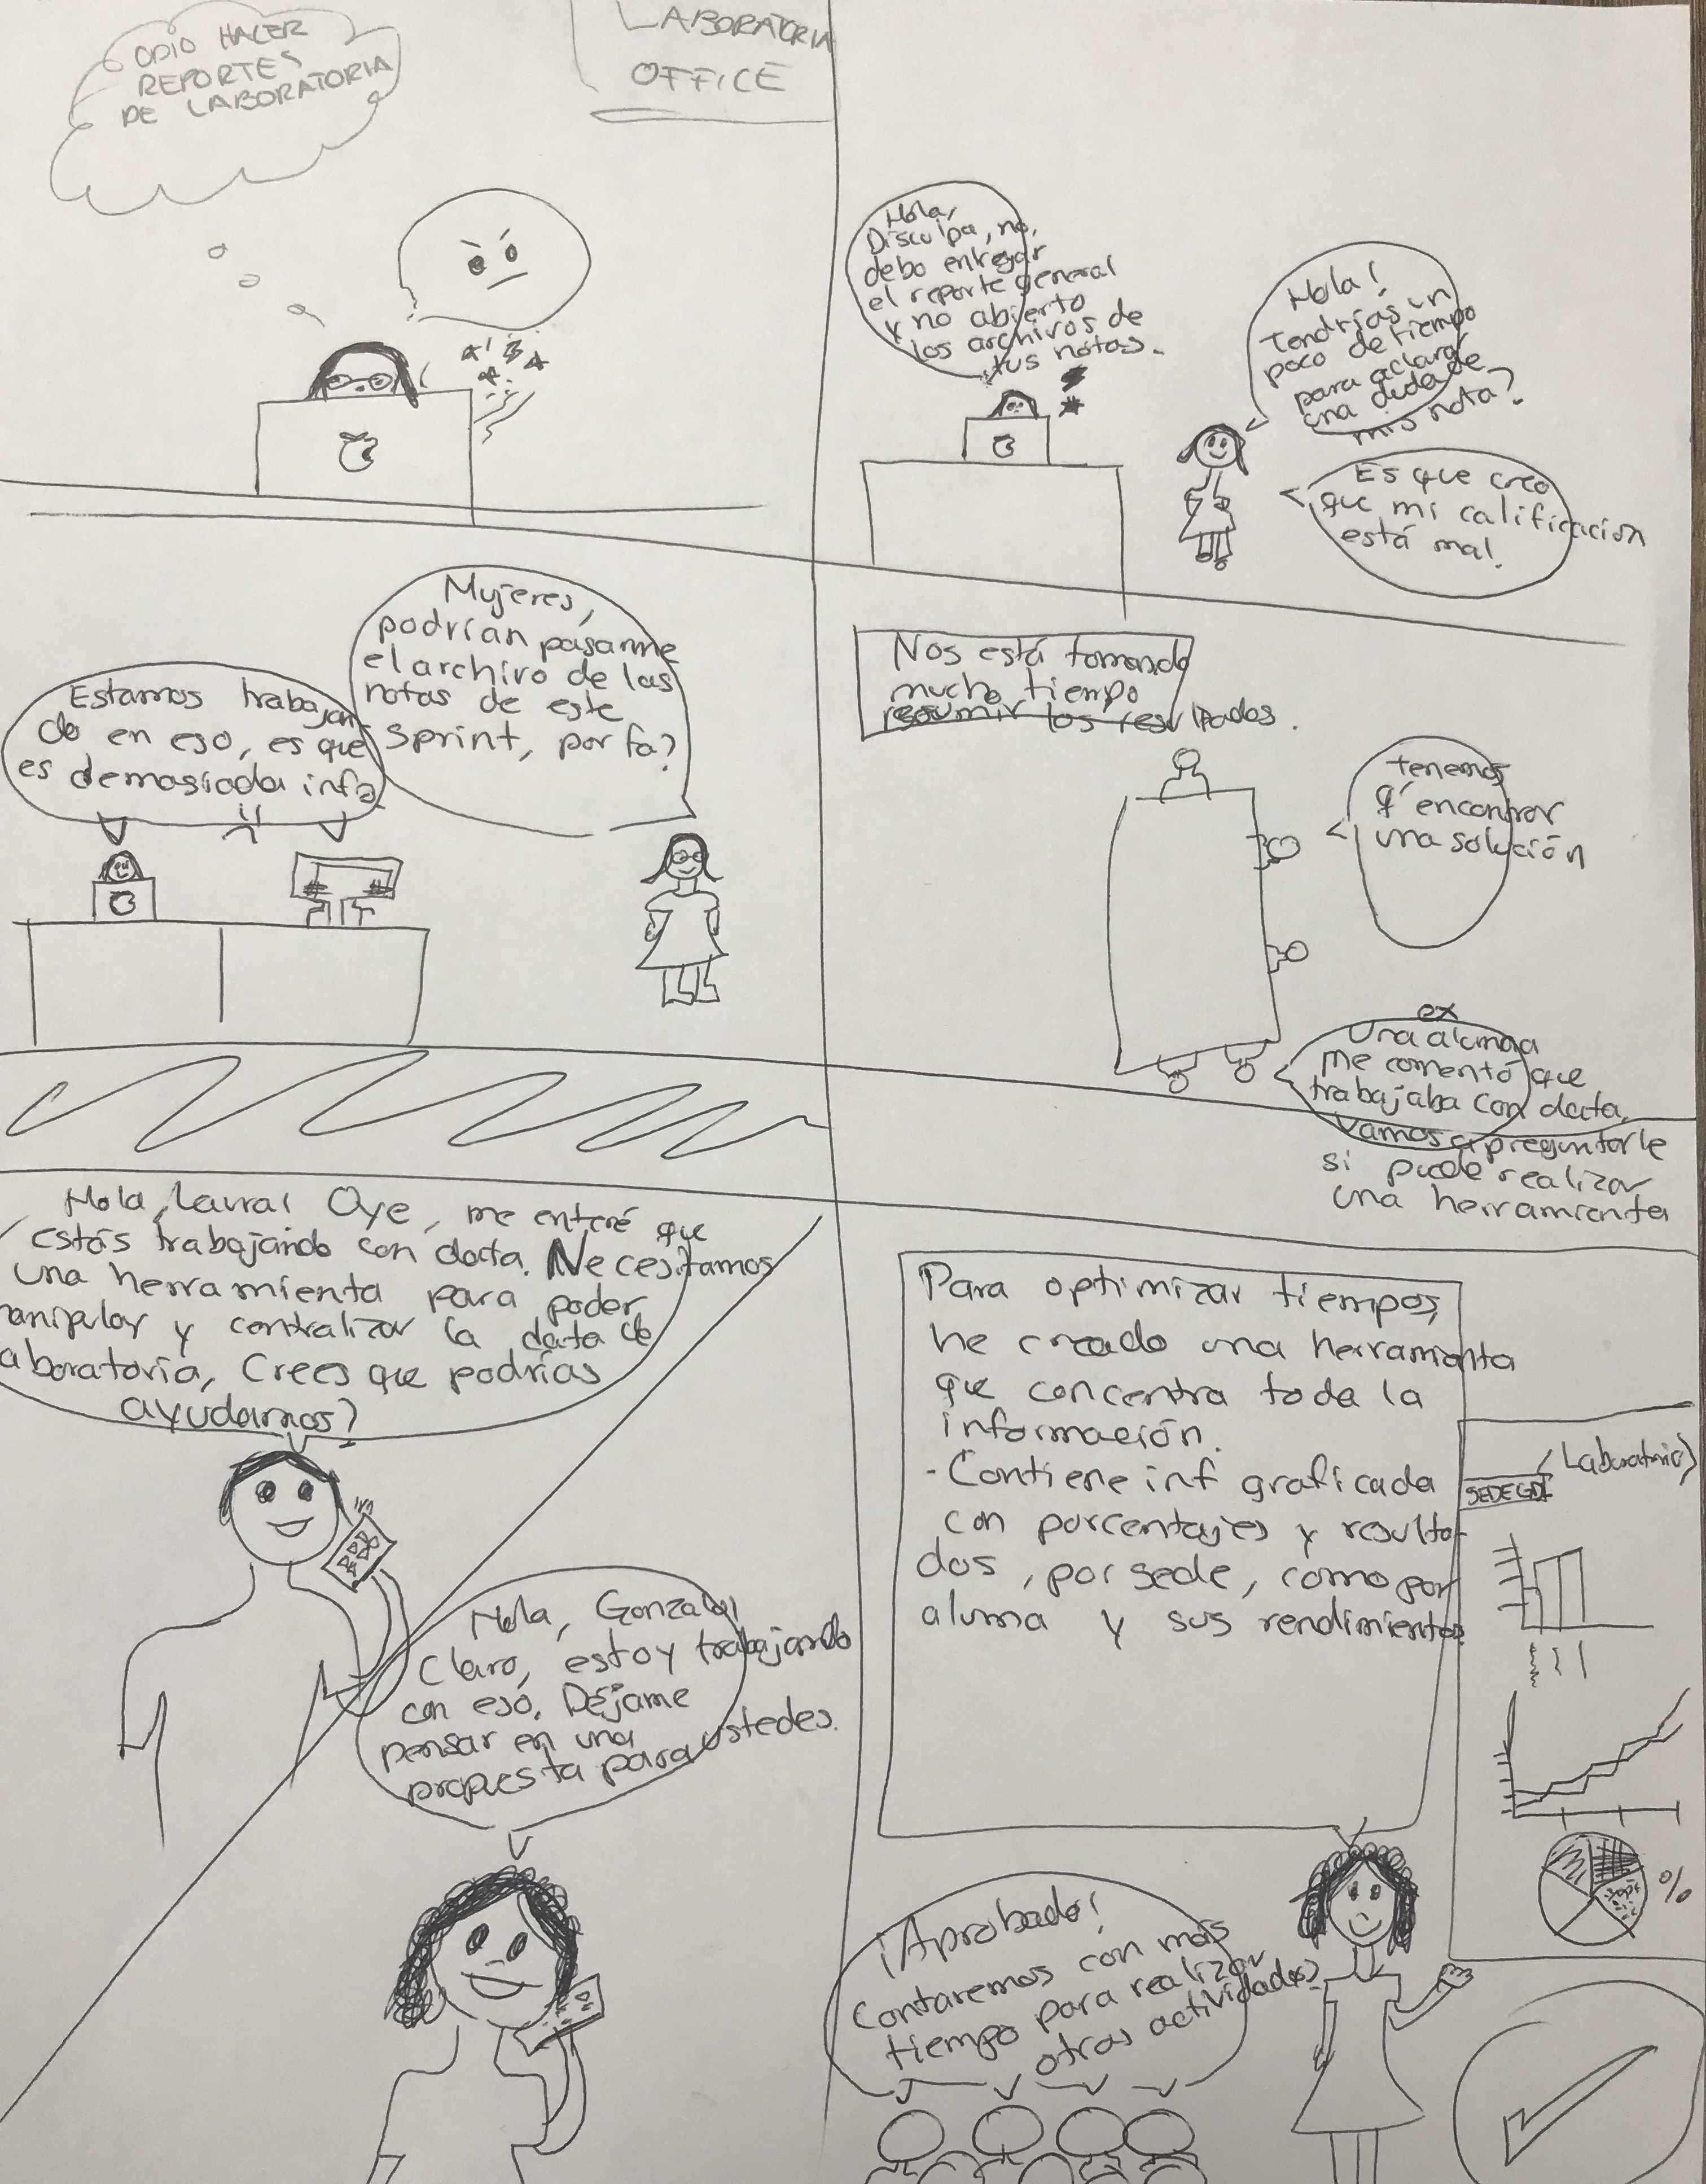 ODIO HACER
REPORTES
DE LABORATORIA
LABORATORIA
OFFICE
Hola,
Disculpa, no,
debo entregar
el reporte general
y no abierto
los archivos de
tus notas.
Hola!
Tendrías un
poco de tiempo
para aclarar
una duda de
mis nota?
Es que creo
que mi calificación
está mal.
Mujeres,
podrían pasarme
el archivo de las
notas de este
Sprint, por fa?
Estamos trabajan
do en eso, es que
es demasiada info
Nos está tomando
mucho tiempo
resumir los resultados.
tenemos
q' encontrar
una solución
ex
Una alumna
me comentó que
trabajaba con data,
vamos a preguntarle
si puede realizar
una herramienta
Hola, Laura! Oye, me enteré que
estás trabajando con data. Necesitamos
una herramienta para poder
manipular y centralizar la data de
aboratoria, Crees que podrías
ayudarnos?
Hola, Gonzalo!
Claro, estoy trabajando
con eso. Déjame
pensar en una
propuesta para ustedes.
Para optimizar tiempos,
he creado una herramienta
que concentra toda la
información.
- Contiene inf graficada
con porcentajes y resulta-
dos, por sede, como por
aluma y sus rendimientos
Laboratoria
SEDE GDL
%
¡Aprobado!
Contaremos con más
tiempo para realizar
otras actividades